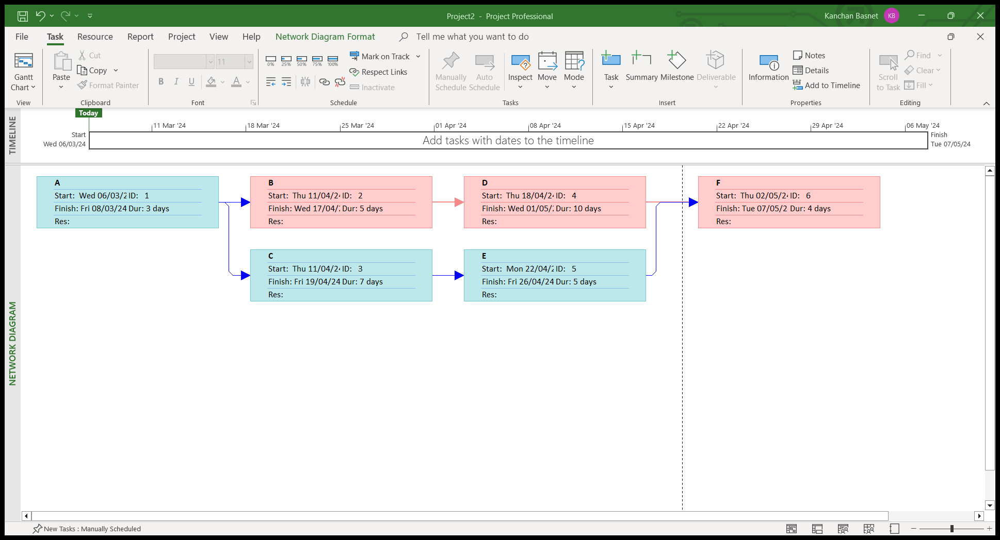 Project2 - Project Professional
Kanchan Basnet
KB
File Task Resource Report Project View Help Network Diagram Format Tell me what you want to do
Gantt Chart
View
Paste
Cut
Copy
Format Painter
Clipboard
11
B I U A
Font
0% 25% 50% 75% 100%
Mark on Track
Respect Links
Inactivate
Schedule
Manually Schedule
Auto Schedule
Inspect
Move
Mode
Tasks
Task
Summary
Milestone
Deliverable
Insert
Information
Notes
Details
Add to Timeline
Properties
Scroll to Task
Find
Clear
Fill
Editing
TIMELINE
Today
11 Mar '24 18 Mar '24 25 Mar '24 01 Apr '24 08 Apr '24 15 Apr '24 22 Apr '24 29 Apr '24 06 May '24
Start
Wed 06/03/24
Add tasks with dates to the timeline
Finish
Tue 07/05/24
NETWORK DIAGRAM
A
Start: Wed 06/03/2 ID: 1
Finish: Fri 08/03/24 Dur: 3 days
Res:
B
Start: Thu 11/04/24 ID: 2
Finish: Wed 17/04/ Dur: 5 days
Res:
D
Start: Thu 18/04/24 ID: 4
Finish: Wed 01/05/ Dur: 10 days
Res:
F
Start: Thu 02/05/24 ID: 6
Finish: Tue 07/05/2 Dur: 4 days
Res:
C
Start: Thu 11/04/24 ID: 3
Finish: Fri 19/04/24 Dur: 7 days
Res:
E
Start: Mon 22/04/2 ID: 5
Finish: Fri 26/04/24 Dur: 5 days
Res:
New Tasks : Manually Scheduled